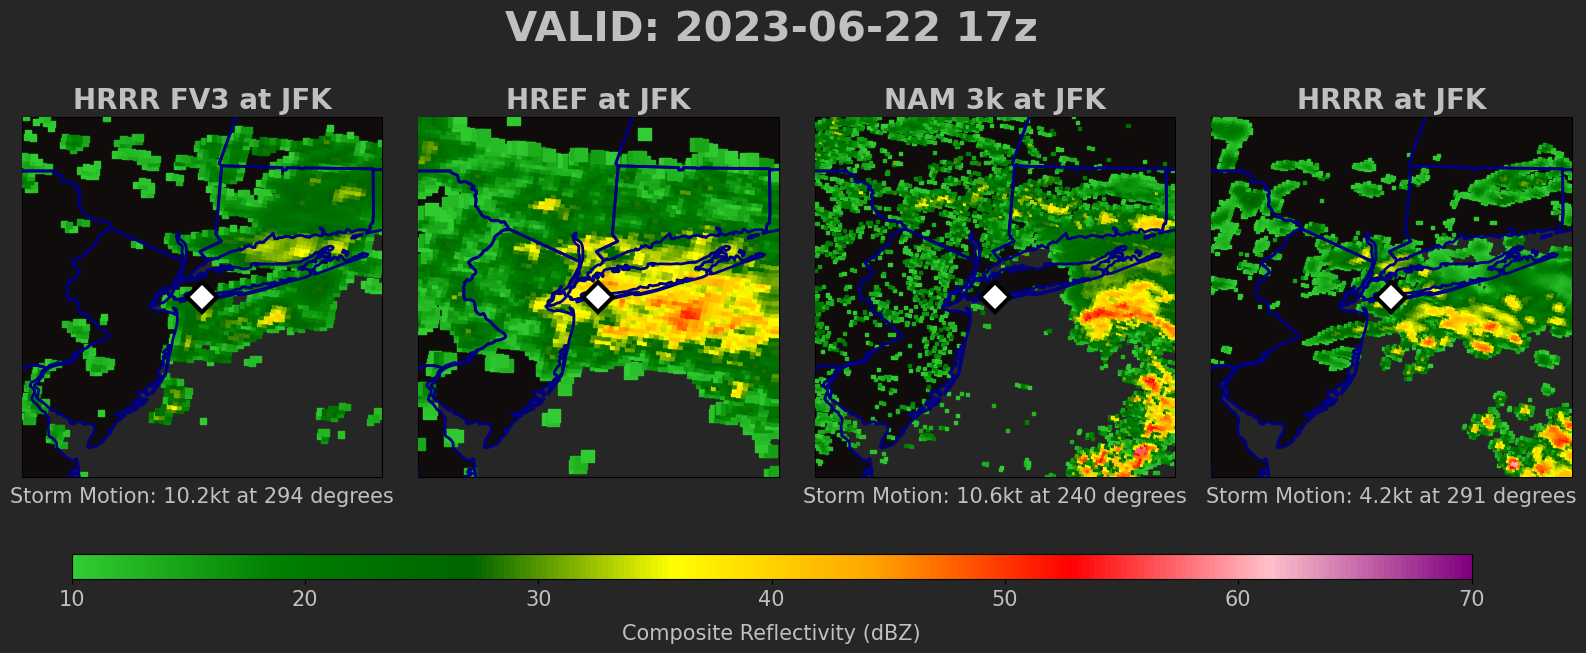 VALID: 2023-06-22 17z
HRRR FV3 at JFK
HREF at JFK
NAM 3k at JFK
HRRR at JFK
Storm Motion: 10.2kt at 294 degrees
Storm Motion: 10.6kt at 240 degrees
Storm Motion: 4.2kt at 291 degrees
10 20 30 40 50 60 70
Composite Reflectivity (dBZ)